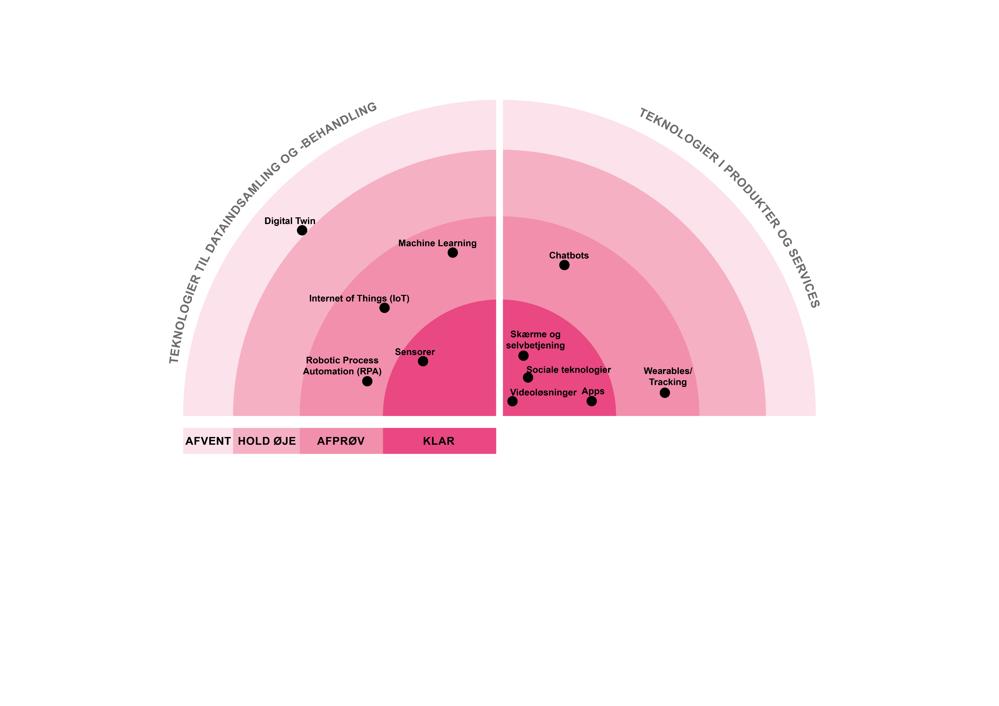 TEKNOLOGIER TIL DATAINDSAMLING OG -BEHANDLING
TEKNOLOGIER I PRODUKTER OG SERVICES
Digital Twin
Machine Learning
Chatbots
Internet of Things (IoT)
Skærme og
selvbetjening
Sensorer
Robotic Process
Automation (RPA)
Sociale teknologier
Wearables/
Tracking
Videoløsninger
Apps
AFVENT
HOLD ØJE
AFPRØV
KLAR